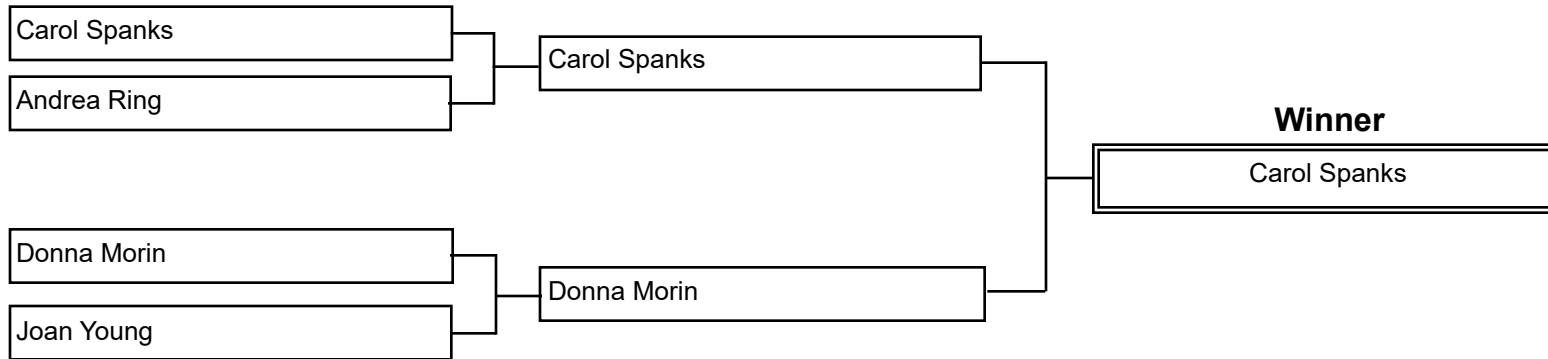 Carol Spanks
Andrea Ring
Carol Spanks
Winner
Carol Spanks
Donna Morin
Joan Young
Donna Morin